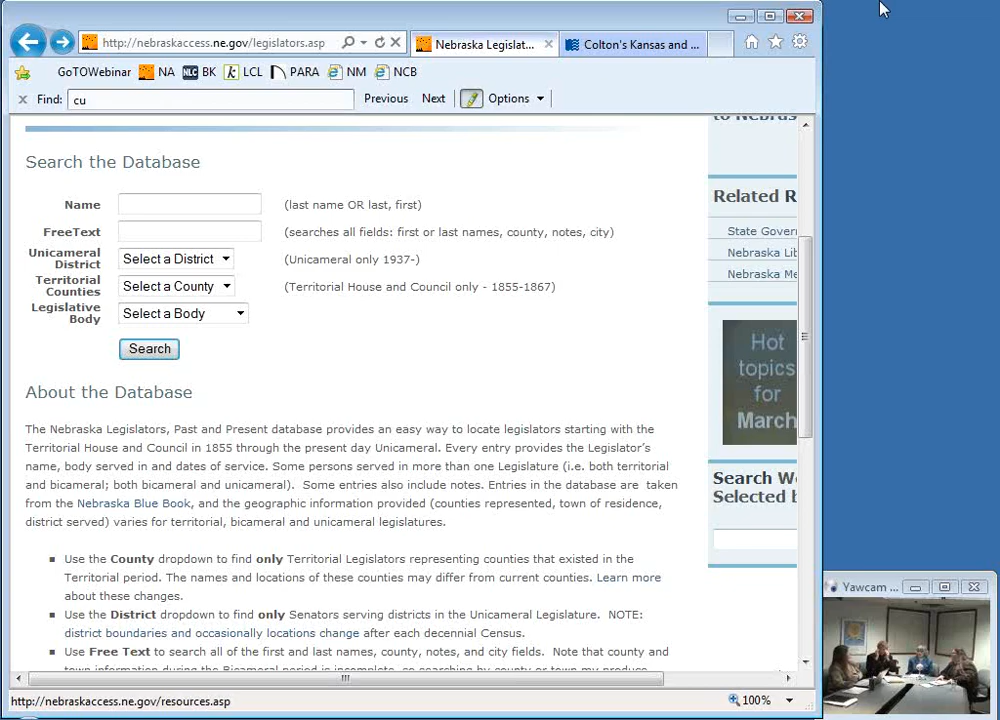 http://nebraskaccess.ne.gov/legislators.asp
Nebraska Legislat...
Colton's Kansas and ...
GoTOWebinar NA NLC BK k LCL PARA NM NCB
x Find: cu Previous Next Options
to Nebras
Search the Database
Name (last name OR last, first)
FreeText (searches all fields: first or last names, county, notes, city)
Unicameral District Select a District (Unicameral only 1937-)
Territorial Counties Select a County (Territorial House and Council only - 1855-1867)
Legislative Body Select a Body
Search
About the Database
The Nebraska Legislators, Past and Present database provides an easy way to locate legislators starting with the
Territorial House and Council in 1855 through the present day Unicameral. Every entry provides the Legislator's
name, body served in and dates of service. Some persons served in more than one Legislature (i.e. both territorial
and bicameral; both bicameral and unicameral). Some entries also include notes. Entries in the database are taken
from the Nebraska Blue Book, and the geographic information provided (counties represented, town of residence,
district served) varies for territorial, bicameral and unicameral legislatures.
Use the County dropdown to find only Territorial Legislators representing counties that existed in the
Territorial period. The names and locations of these counties may differ from current counties. Learn more
about these changes.
Use the District dropdown to find only Senators serving districts in the Unicameral Legislature. NOTE:
district boundaries and occasionally locations change after each decennial Census.
Use Free Text to search all of the first and last names, county, notes, and city fields. Note that county and
town information during the Bicameral period is incomplete, so searching by county or town my produce
Related R
State Gover
Nebraska Lib
Nebraska Me
Hot
topics
for
March
Search We
Selected b
http://nebraskaccess.ne.gov/resources.asp
100%
Yawcam ...